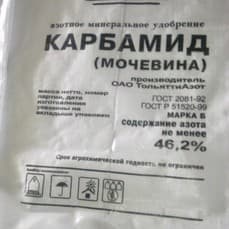 азотное минеральное удобрение
КАРБАМИД
(МОЧЕВИНА)
производитель
ОАО ТольяттиАзот
масса нетто, номер
партии, дата
изготовления
указаны на
вкладыше упаковки
ГОСТ 2081-92
ГОСТ Р 51520-99
МАРКА Б
содержание азота
не менее
46,2%
Срок агрохимической годности не ограничен